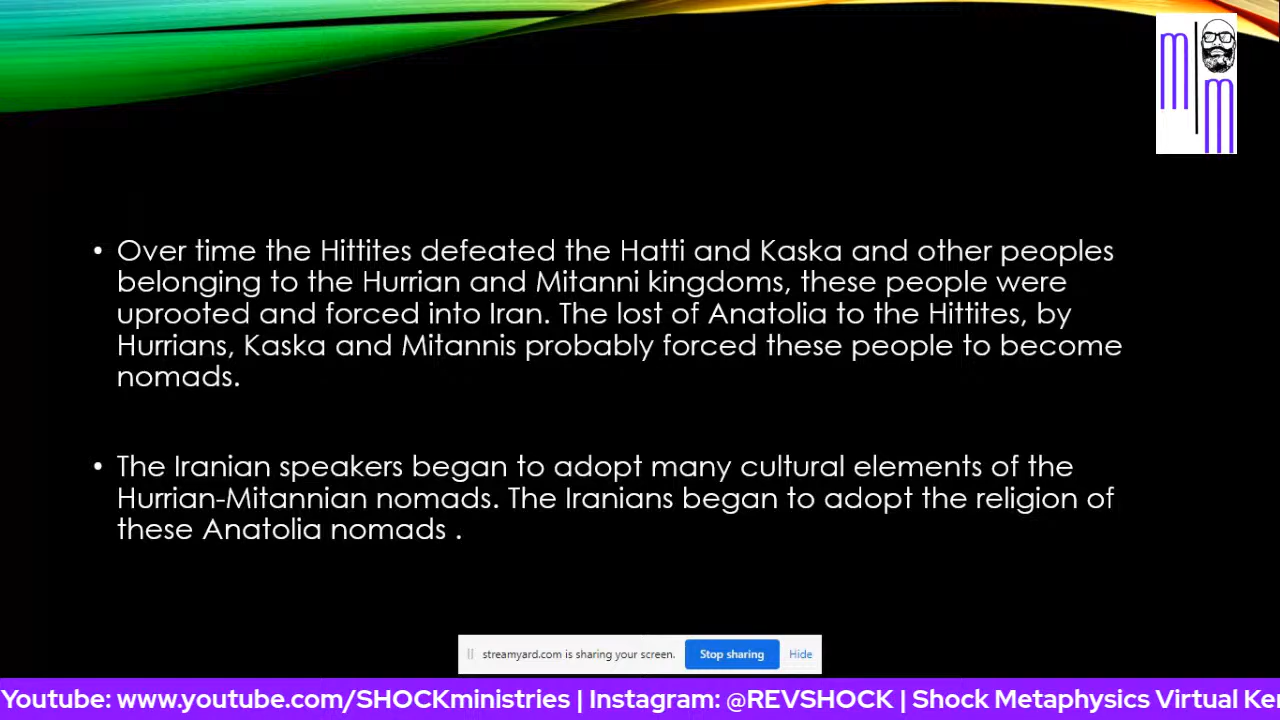 m
m
• Over time the Hittites defeated the Hatti and Kaska and other peoples
belonging to the Hurrian and Mitanni kingdoms, these people were
uprooted and forced into Iran. The lost of Anatolia to the Hittites, by
Hurrians, Kaska and Mitannis probably forced these people to become
nomads.
• The Iranian speakers began to adopt many cultural elements of the
Hurrian-Mitannian nomads. The Iranians began to adopt the religion of
these Anatolia nomads .
streamyard.com is sharing your screen. Stop sharing Hide
Youtube: www.youtube.com/SHOCKministries | Instagram: @REVSHOCK | Shock Metaphysics Virtual